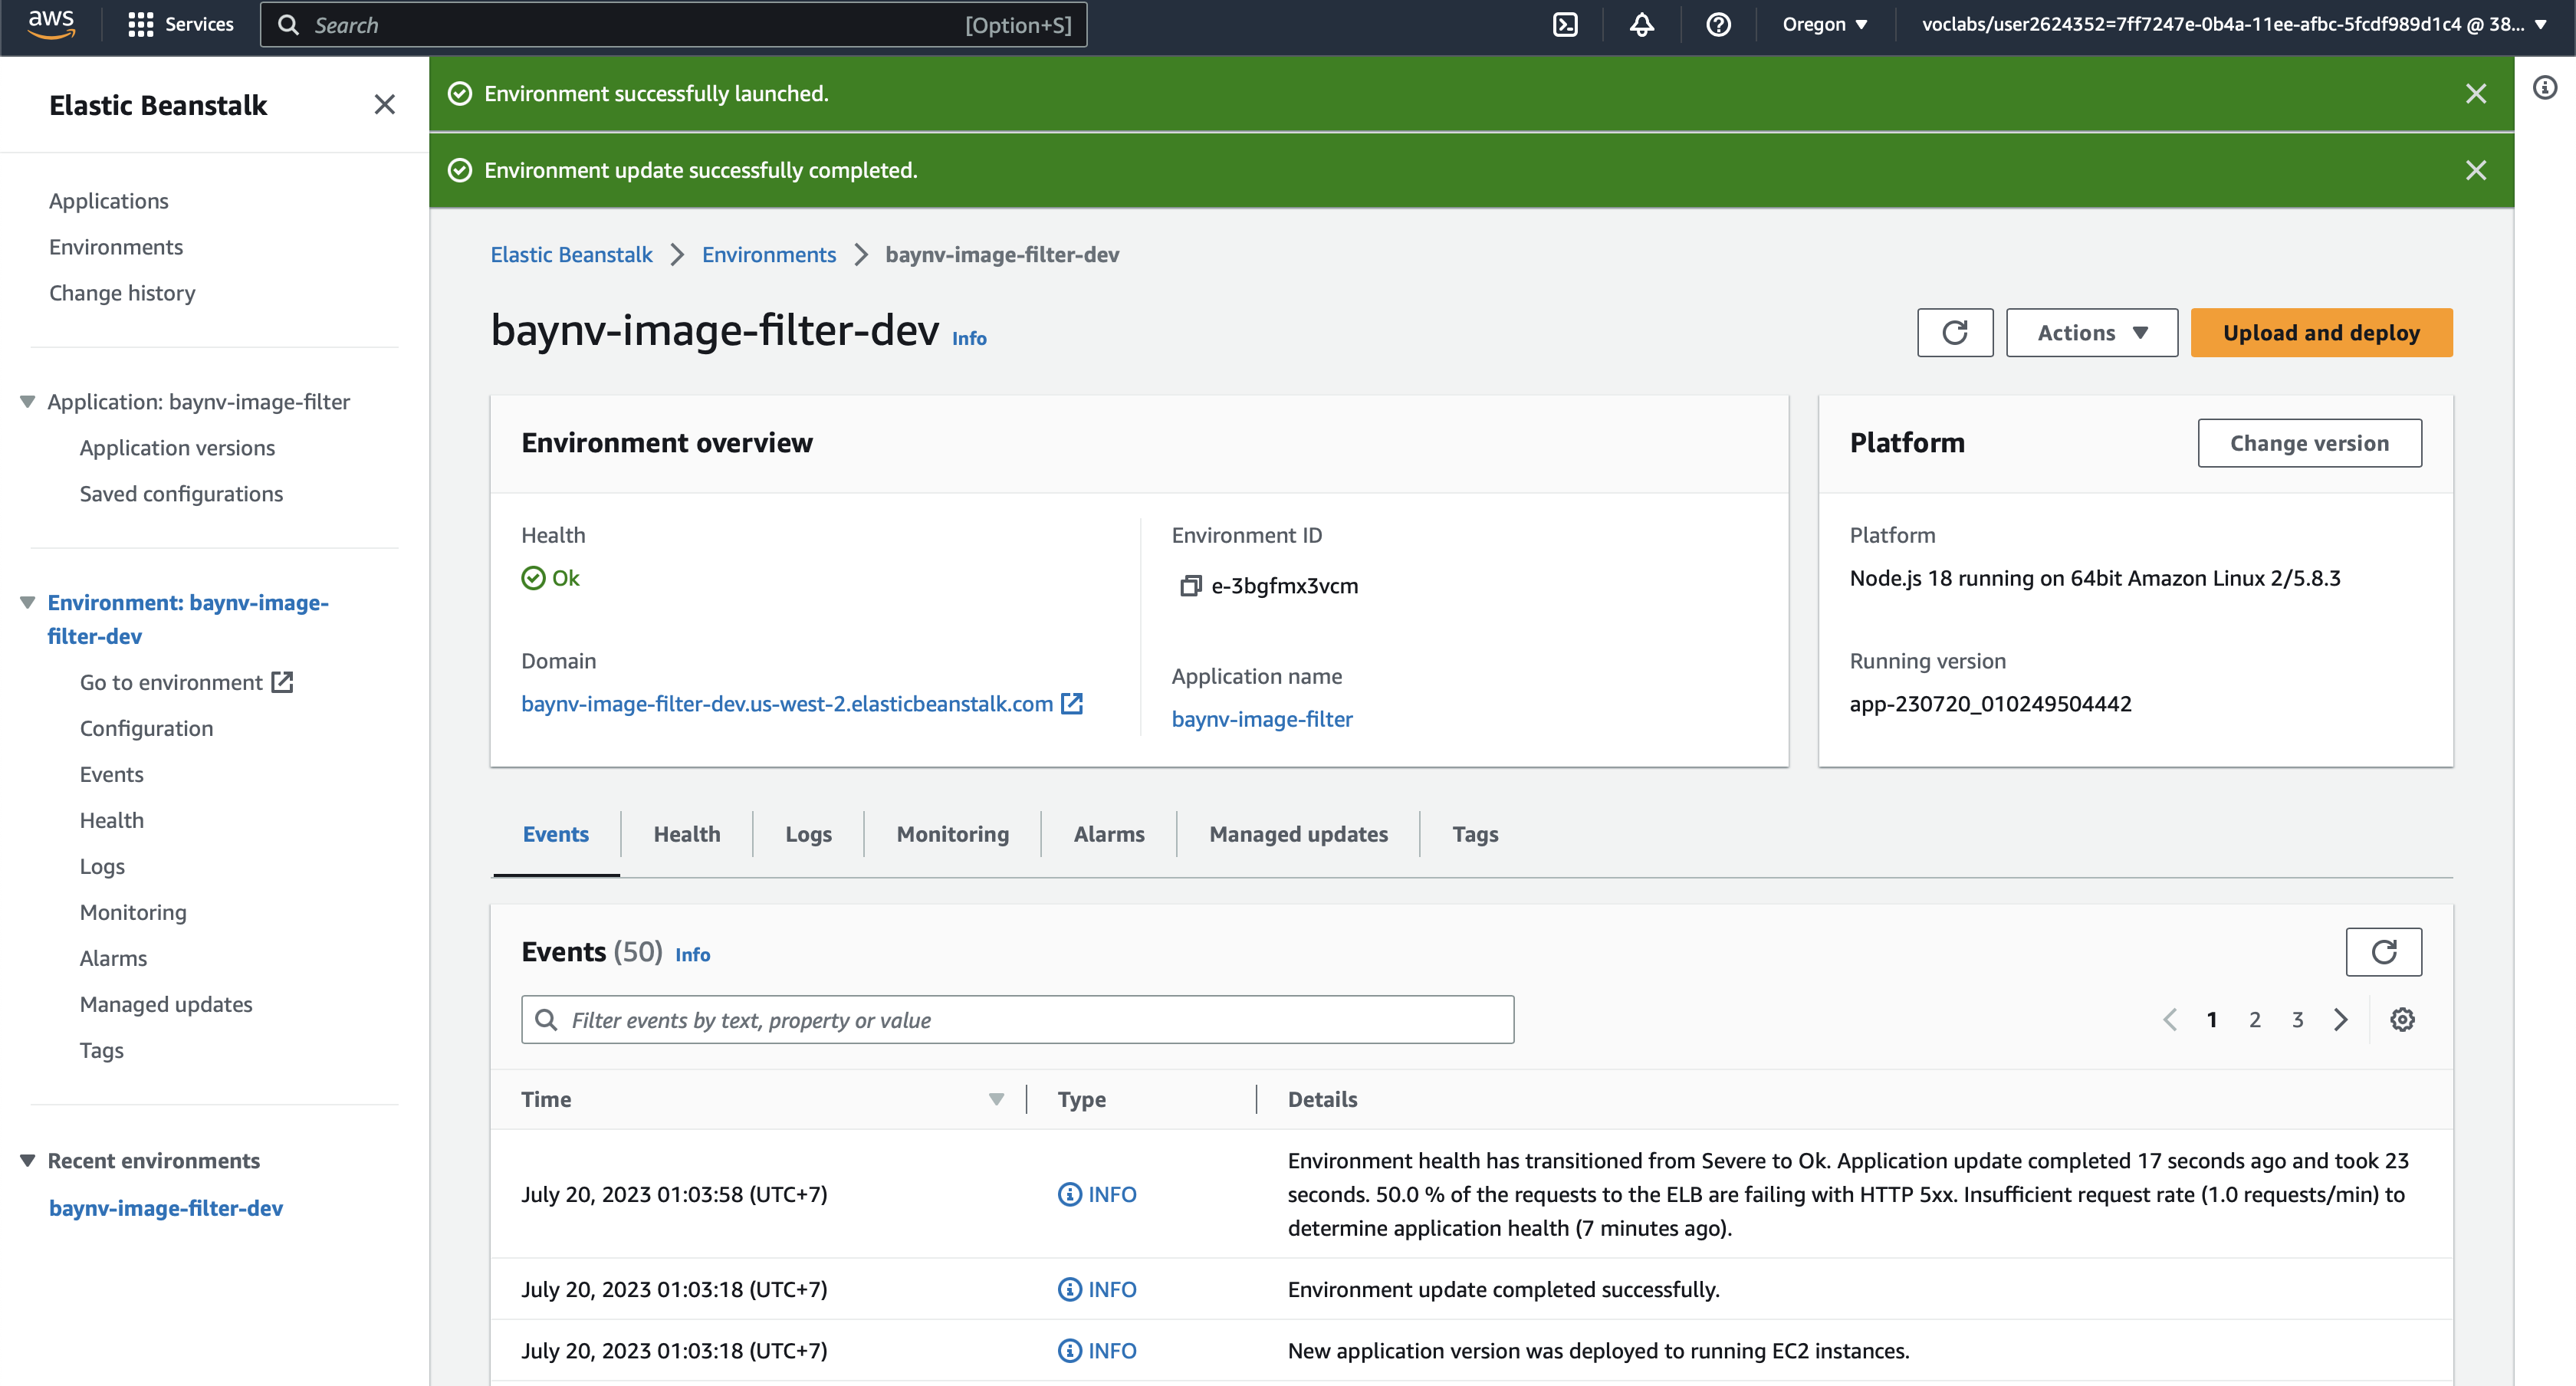 aws
Services
Search
[Option+S]
Oregon
voclabs/user2624352=7ff7247e-0b4a-11ee-afbc-5fcdf989d1c4 @ 38...
Elastic Beanstalk
Applications
Environments
Change history
Application: baynv-image-filter
Application versions
Saved configurations
Environment: baynv-image-
filter-dev
Go to environment
Configuration
Events
Health
Logs
Monitoring
Alarms
Managed updates
Tags
Recent environments
baynv-image-filter-dev
Environment successfully launched.
Environment update successfully completed.
Elastic Beanstalk
Environments
baynv-image-filter-dev
baynv-image-filter-dev Info
Actions
Upload and deploy
Environment overview
Health
Ok
Domain
baynv-image-filter-dev.us-west-2.elasticbeanstalk.com
Environment ID
e-3bgfmx3vcm
Application name
baynv-image-filter
Platform
Change version
Platform
Node.js 18 running on 64bit Amazon Linux 2/5.8.3
Running version
app-230720_010249504442
Events
Health
Logs
Monitoring
Alarms
Managed updates
Tags
Events (50) Info
Filter events by text, property or value
1 2 3
Time
Type
Details
July 20, 2023 01:03:58 (UTC+7)
INFO
Environment health has transitioned from Severe to Ok. Application update completed 17 seconds ago and took 23
seconds. 50.0 % of the requests to the ELB are failing with HTTP 5xx. Insufficient request rate (1.0 requests/min) to
determine application health (7 minutes ago).
July 20, 2023 01:03:18 (UTC+7)
INFO
Environment update completed successfully.
July 20, 2023 01:03:18 (UTC+7)
INFO
New application version was deployed to running EC2 instances.